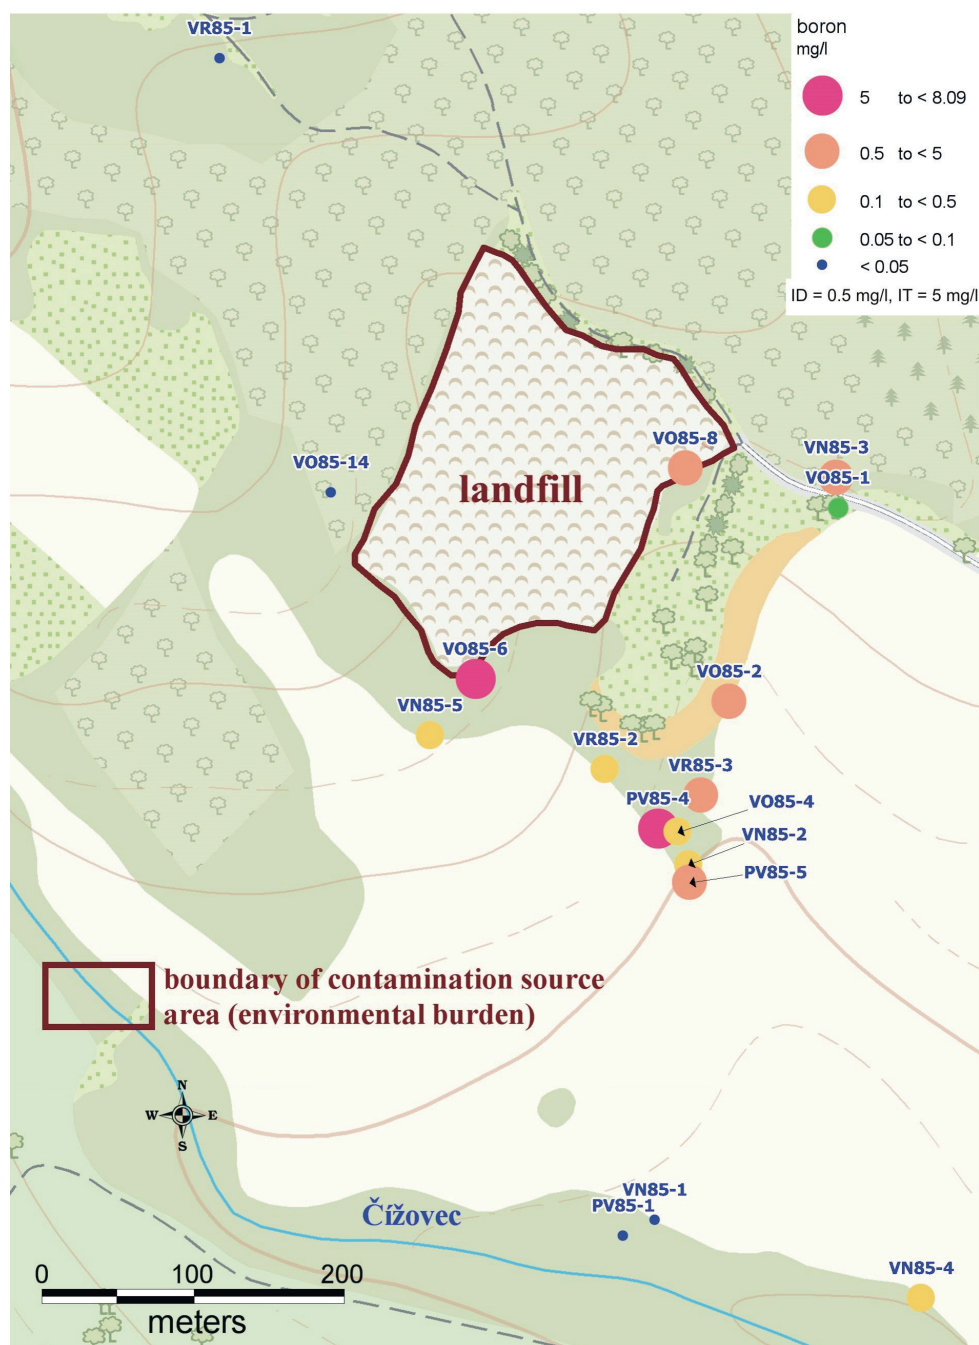 VR85-1
boron
mg/l
5 to < 8.09
0.5 to < 5
0.1 to < 0.5
0.05 to < 0.1
< 0.05
ID = 0.5 mg/l, IT = 5 mg/l
VO85-14
VO85-8
VN85-3
VO85-1
landfill
VO85-6
VO85-2
VN85-5
VR85-2
VR85-3
PV85-4
VO85-4
VN85-2
PV85-5
boundary of contamination source
area (environmental burden)
N
W E
S
Čížovec
VN85-1
PV85-1
VN85-4
0 100 200
meters